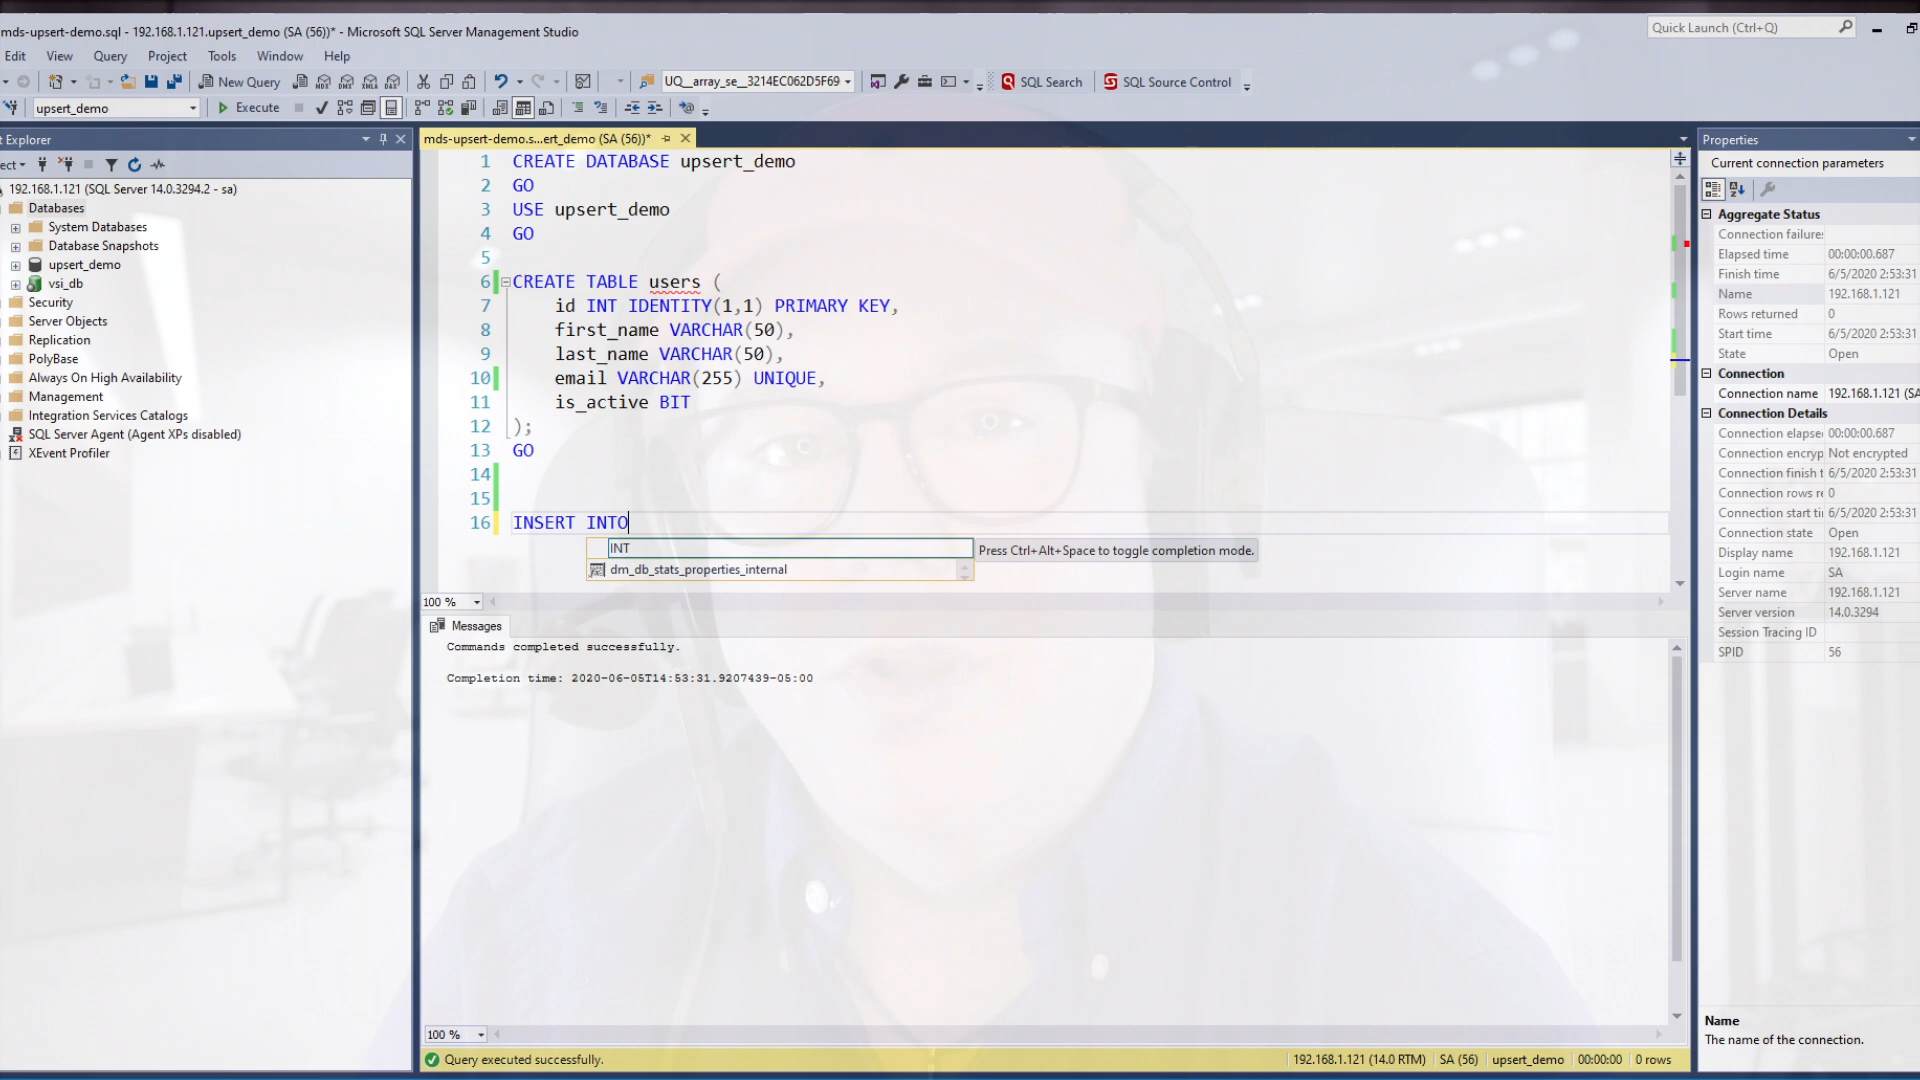 mds-upsert-demo.sql - 192.168.1.121.upsert_demo (SA (56))* - Microsoft SQL Server Management Studio
Quick Launch (Ctrl+Q)
Edit View Query Project Tools Window Help
New Query MDX DMX XMLA DAX UQ__array_se__3214EC062D5F69 SQL Search SQL Source Control
upsert_demo Execute
t Explorer
ect
192.168.1.121 (SQL Server 14.0.3294.2 - sa)
Databases
System Databases
Database Snapshots
upsert_demo
vsi_db
Security
Server Objects
Replication
PolyBase
Always On High Availability
Management
Integration Services Catalogs
SQL Server Agent (Agent XPs disabled)
XEvent Profiler
mds-upsert-demo.s...ert_demo (SA (56))*
1 CREATE DATABASE upsert_demo
2 GO
3 USE upsert_demo
4 GO
5
6 CREATE TABLE users (
7 id INT IDENTITY(1,1) PRIMARY KEY,
8 first_name VARCHAR(50),
9 last_name VARCHAR(50),
10 email VARCHAR(255) UNIQUE,
11 is_active BIT
12 );
13 GO
14
15
16 INSERT INTO
INT
dm_db_stats_properties_internal
Press Ctrl+Alt+Space to toggle completion mode.
100 %
Messages
Commands completed successfully.
Completion time: 2020-06-05T14:53:31.9207439-05:00
100 %
Query executed successfully.
192.168.1.121 (14.0 RTM) SA (56) upsert_demo 00:00:00 0 rows
Properties
Current connection parameters
Aggregate Status
Connection failures
Elapsed time 00:00:00.687
Finish time 6/5/2020 2:53:31
Name 192.168.1.121
Rows returned 0
Start time 6/5/2020 2:53:31
State Open
Connection
Connection name 192.168.1.121 (SA
Connection Details
Connection elapse 00:00:00.687
Connection encryp Not encrypted
Connection finish t 6/5/2020 2:53:31
Connection rows re 0
Connection start ti 6/5/2020 2:53:31
Connection state Open
Display name 192.168.1.121
Login name SA
Server name 192.168.1.121
Server version 14.0.3294
Session Tracing ID
SPID 56
Name
The name of the connection.